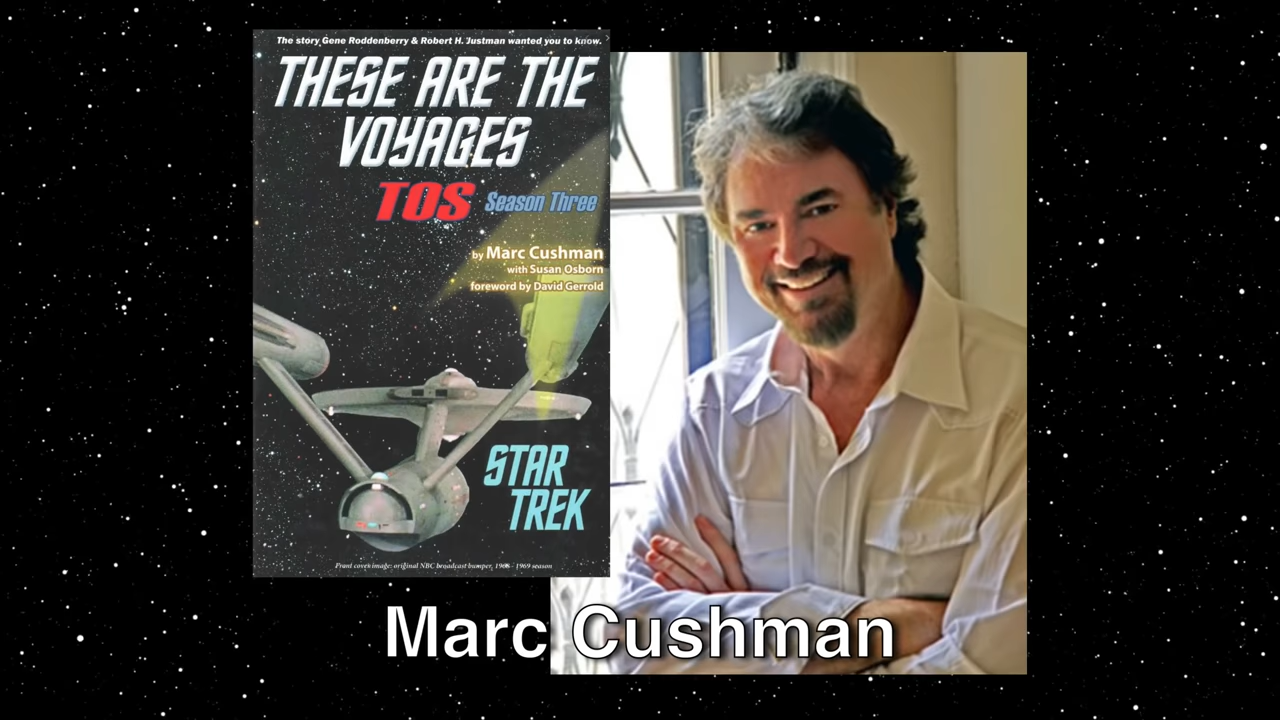 The story Gene Roddenberry & Robert H. Justman wanted you to know.
THESE ARE THE
VOYAGES
TOS Season Three
by Marc Cushman
with Susan Osborn
foreword by David Gerrold
STAR
TREK
Front cover image: original NBC broadcast bumper, 1968 - 1969 season
Marc Cushman